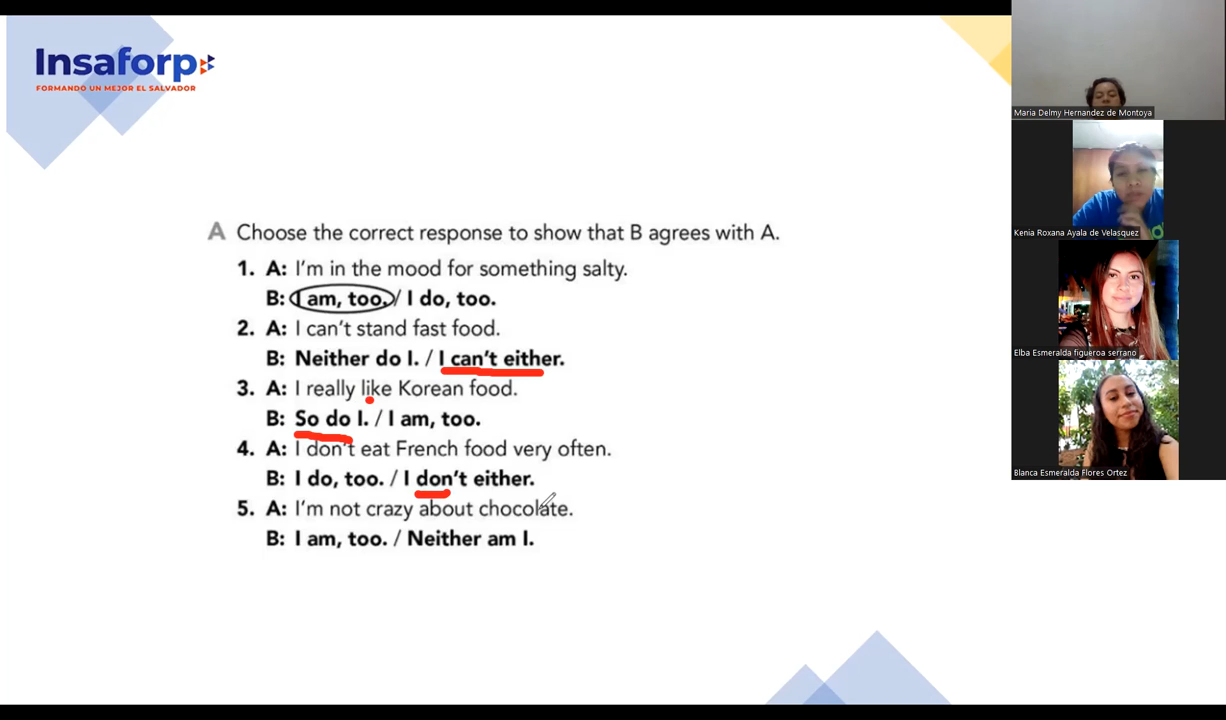 Insaforp
FORMANDO UN MEJOR EL SALVADOR
A Choose the correct response to show that B agrees with A.
1. A: I'm in the mood for something salty.
B: I am, too. / I do, too.
2. A: I can't stand fast food.
B: Neither do I. / I can't either.
3. A: I really like Korean food.
B: So do I. / I am, too.
4. A: I don't eat French food very often.
B: I do, too. / I don't either.
5. A: I'm not crazy about chocolate.
B: I am, too. / Neither am I.
Maria Delmy Hernandez de Montoya
Kenia Roxana Ayala de Velasquez
Elba Esmeralda figueroa serrano
Blanca Esmeralda Flores Ortez